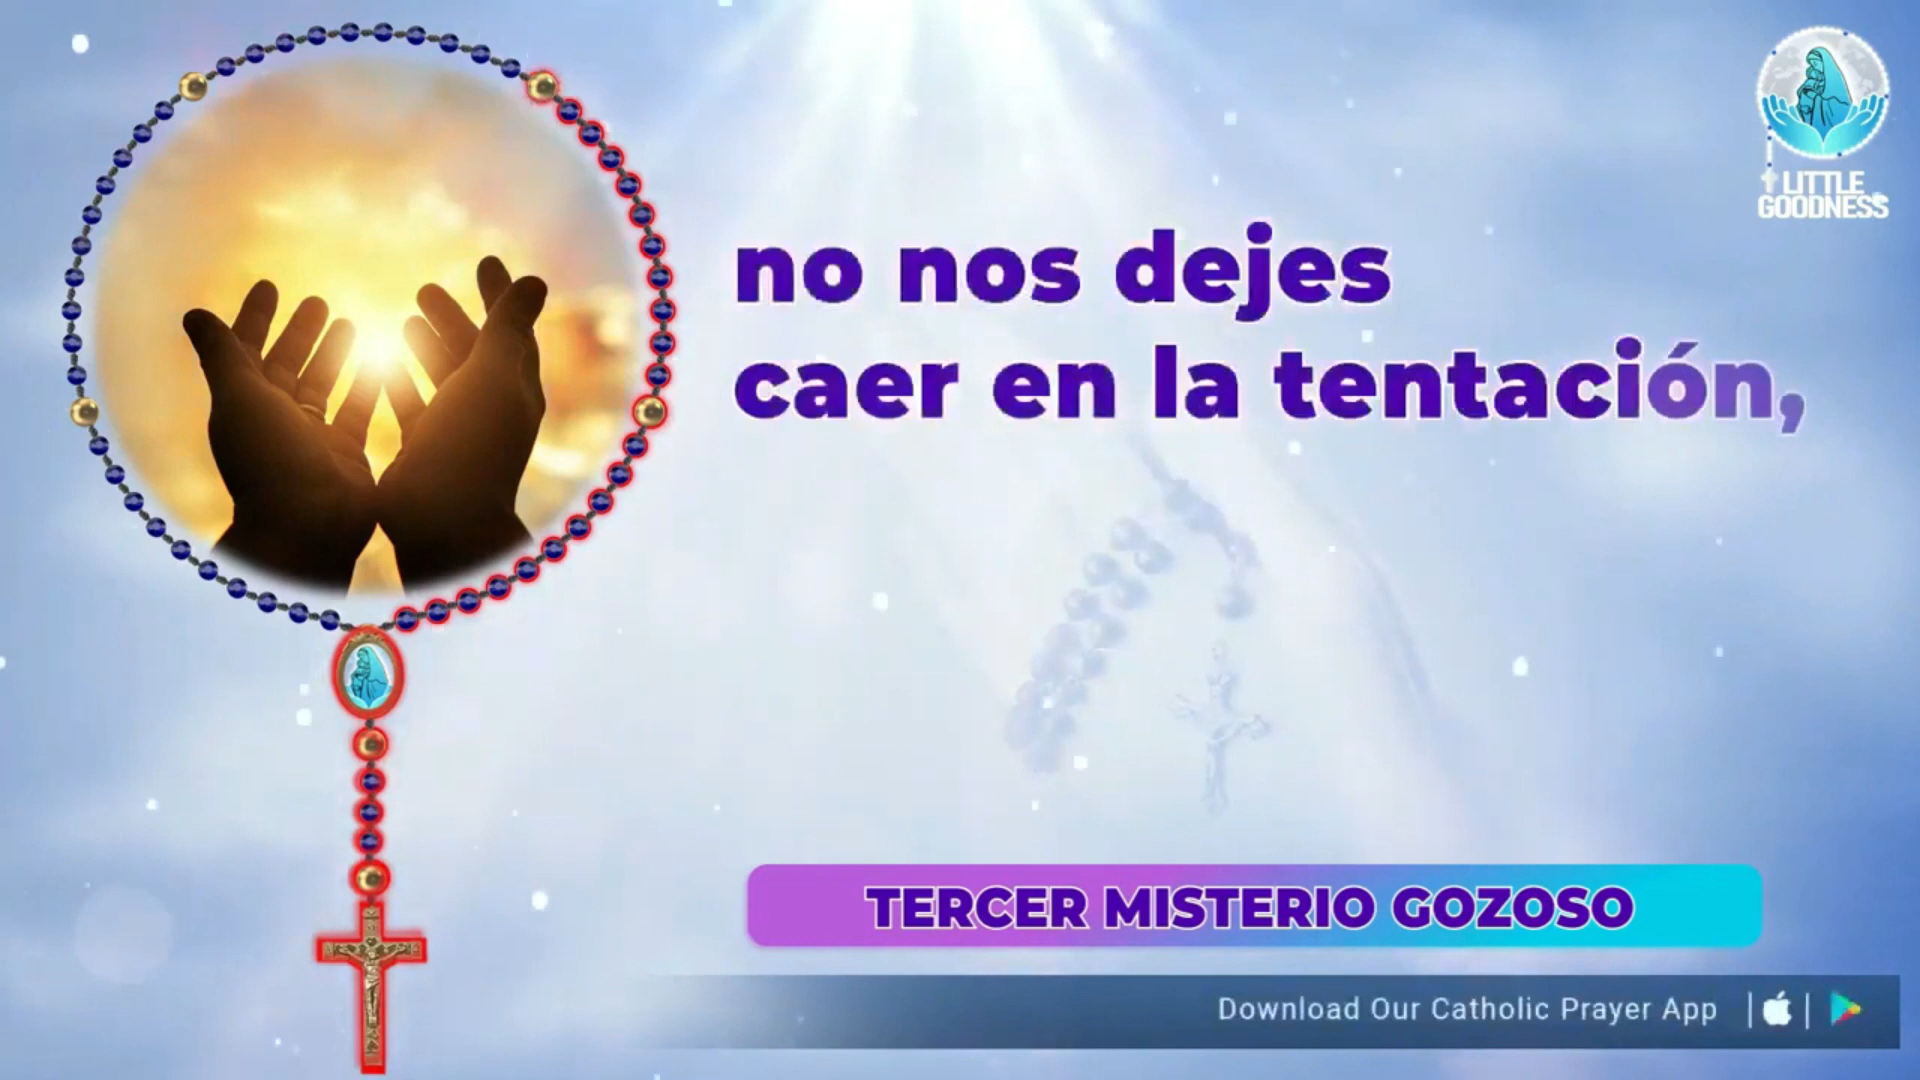 LITTLE
GOODNESS
no nos dejes
caer en la tentación,
TERCER MISTERIO GOZOSO
Download Our Catholic Prayer App